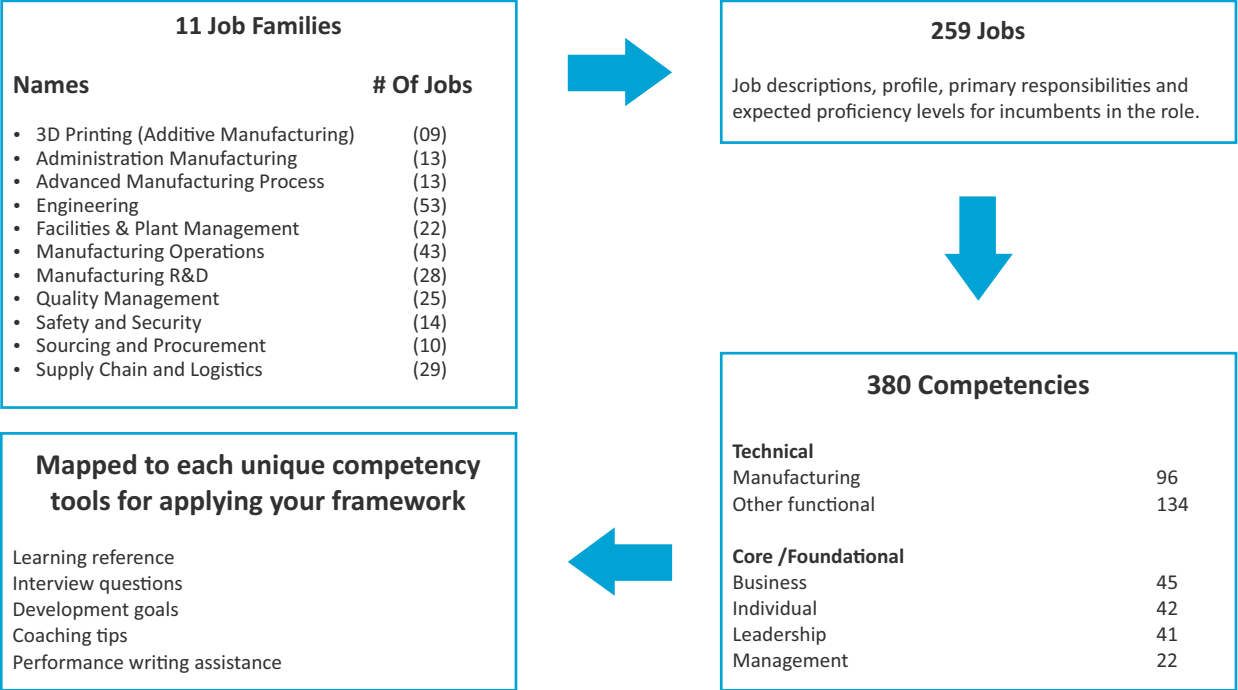 11 Job Families
Names # Of Jobs
• 3D Printing (Additive Manufacturing) (09)
• Administration Manufacturing (13)
• Advanced Manufacturing Process (13)
• Engineering (53)
• Facilities & Plant Management (22)
• Manufacturing Operations (43)
• Manufacturing R&D (28)
• Quality Management (25)
• Safety and Security (14)
• Sourcing and Procurement (10)
• Supply Chain and Logistics (29)
259 Jobs
Job descriptions, profile, primary responsibilities and
expected proficiency levels for incumbents in the role.
380 Competencies
Technical
Manufacturing 96
Other functional 134
Core /Foundational
Business 45
Individual 42
Leadership 41
Management 22
Mapped to each unique competency
tools for applying your framework
Learning reference
Interview questions
Development goals
Coaching tips
Performance writing assistance